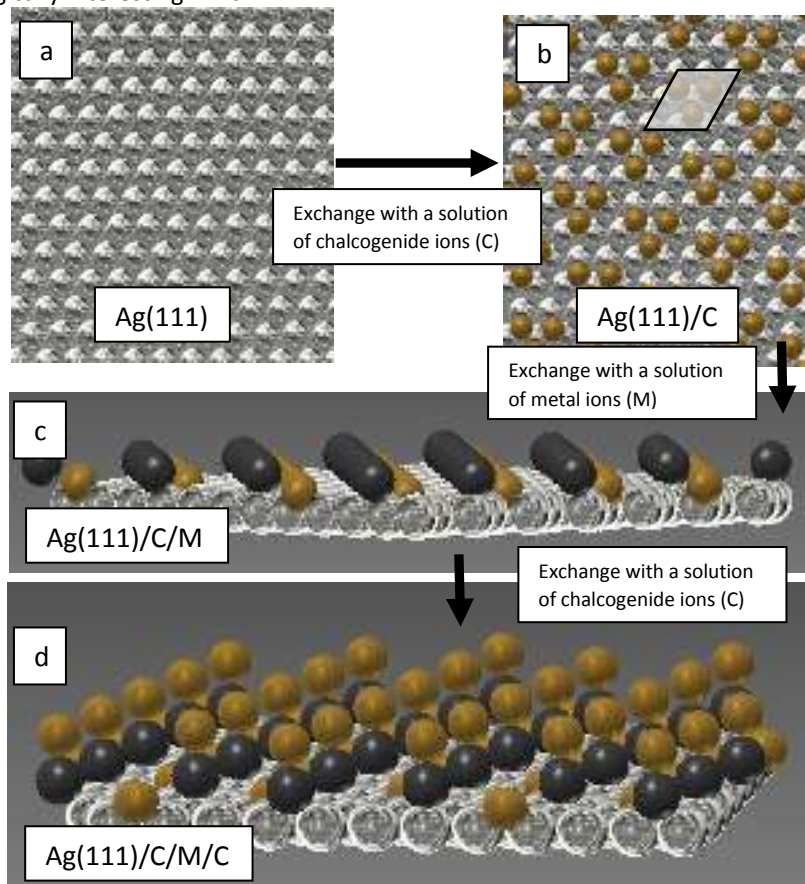 a
b
Exchange with a solution
of chalcogenide ions (C)
Ag(111)
Ag(111)/C
Exchange with a solution
of metal ions (M)
c
Ag(111)/C/M
Exchange with a solution
of chalcogenide ions (C)
d
Ag(111)/C/M/C